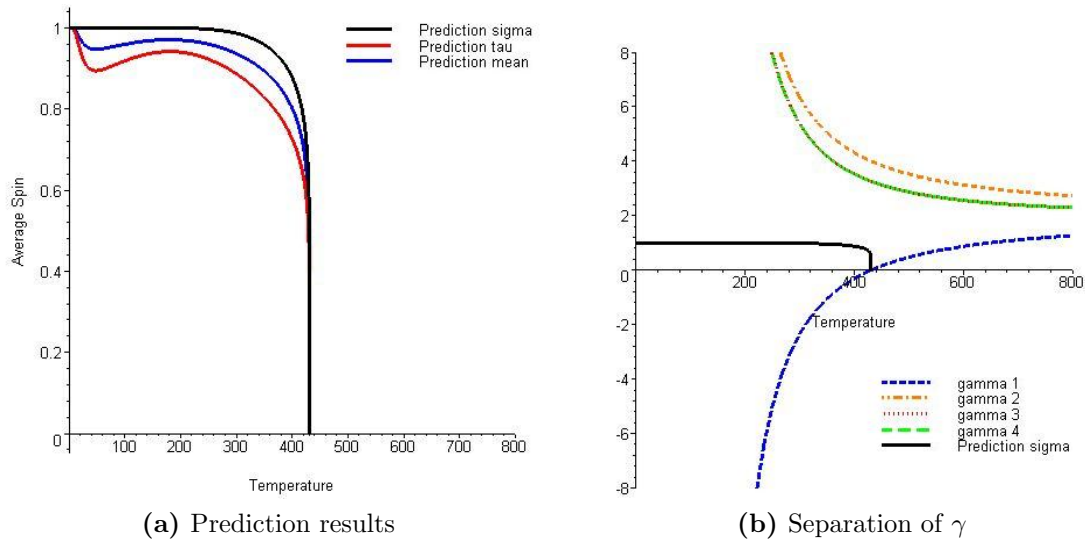 1
0.8
0.6
0.4
0.2
0
100 200 300 400 500 600 700 800
Average Spin
Temperature
Prediction sigma
Prediction tau
Prediction mean
(a) Prediction results
8
6
4
2
0
-2
-4
-6
-8
200 400 600 800
Temperature
gamma 1
gamma 2
gamma 3
gamma 4
Prediction sigma
(b) Separation of γ